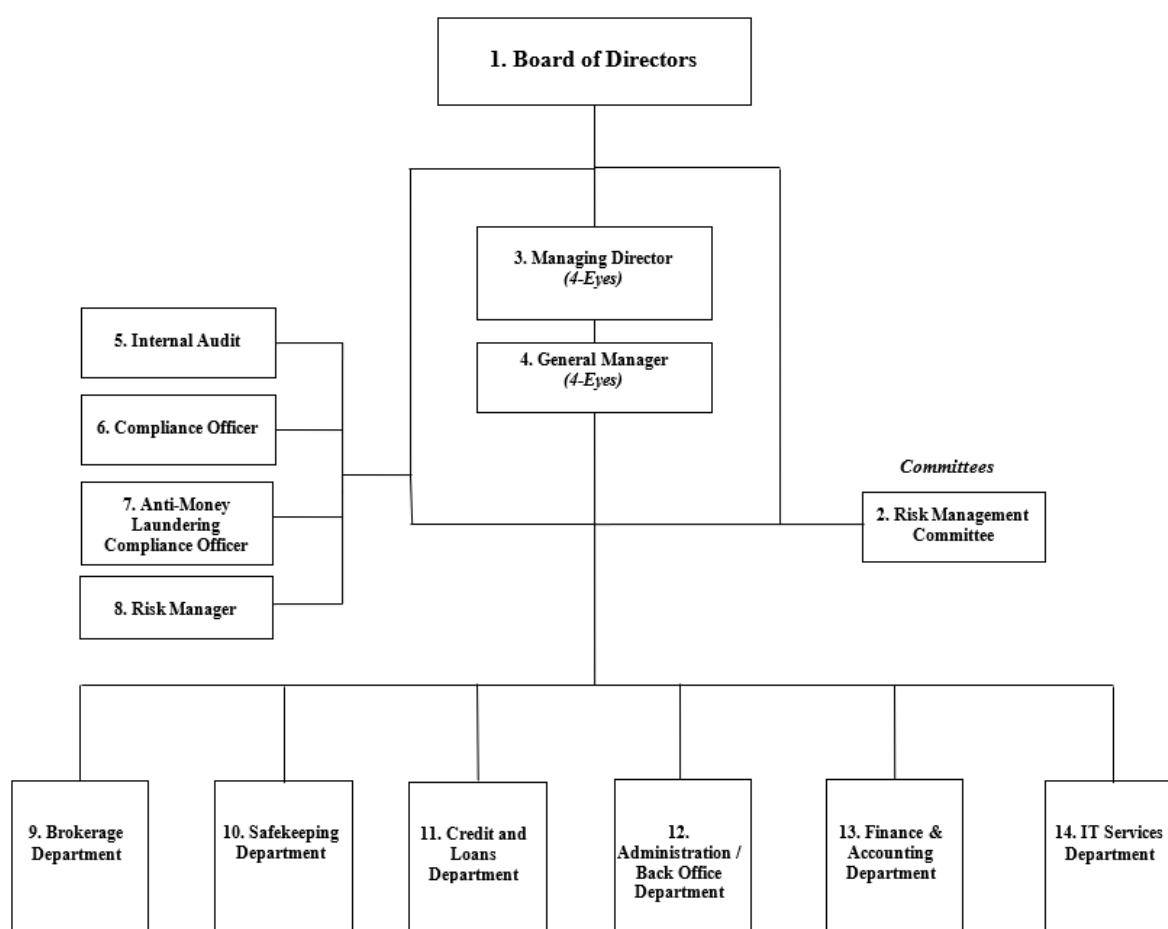 1. Board of Directors
3. Managing Director
(4-Eyes)
4. General Manager
(4-Eyes)
5. Internal Audit
6. Compliance Officer
7. Anti-Money
Laundering
Compliance Officer
8. Risk Manager
Committees
2. Risk Management
Committee
9. Brokerage
Department
10. Safekeeping
Department
11. Credit and
Loans
Department
12.
Administration /
Back Office
Department
13. Finance &
Accounting
Department
14. IT Services
Department